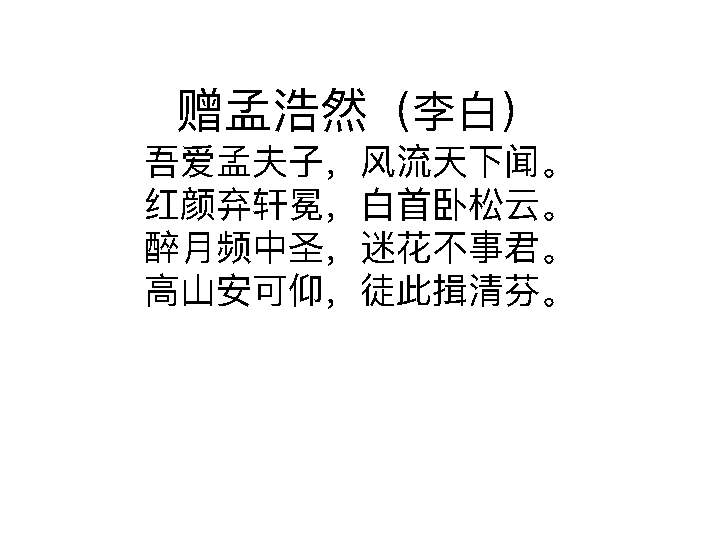 赠孟浩然（李白）
吾爱孟夫子，风流天下闻。
红颜弃轩冕，白首卧松云。
醉月频中圣，迷花不事君。
高山安可仰，徒此揖清芬。